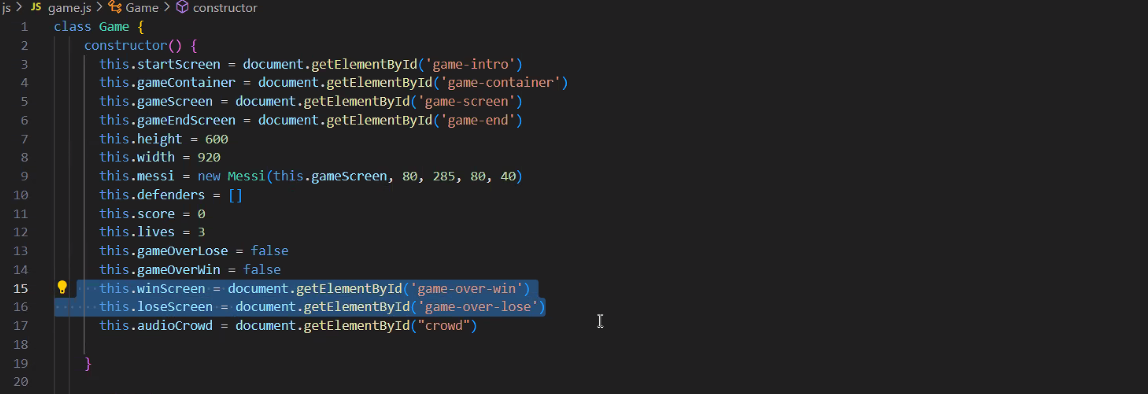 js > JS game.js > Game > constructor
1 class Game {
2 constructor() {
3 this.startScreen = document.getElementById('game-intro')
4 this.gameContainer = document.getElementById('game-container')
5 this.gameScreen = document.getElementById('game-screen')
6 this.gameEndScreen = document.getElementById('game-end')
7 this.height = 600
8 this.width = 920
9 this.messi = new Messi(this.gameScreen, 80, 285, 80, 40)
10 this.defenders = []
11 this.score = 0
12 this.lives = 3
13 this.gameOverLose = false
14 this.gameOverWin = false
15 this.winScreen = document.getElementById('game-over-win')
16 this.loseScreen = document.getElementById('game-over-lose')
17 this.audioCrowd = document.getElementById("crowd")
18
19 }
20